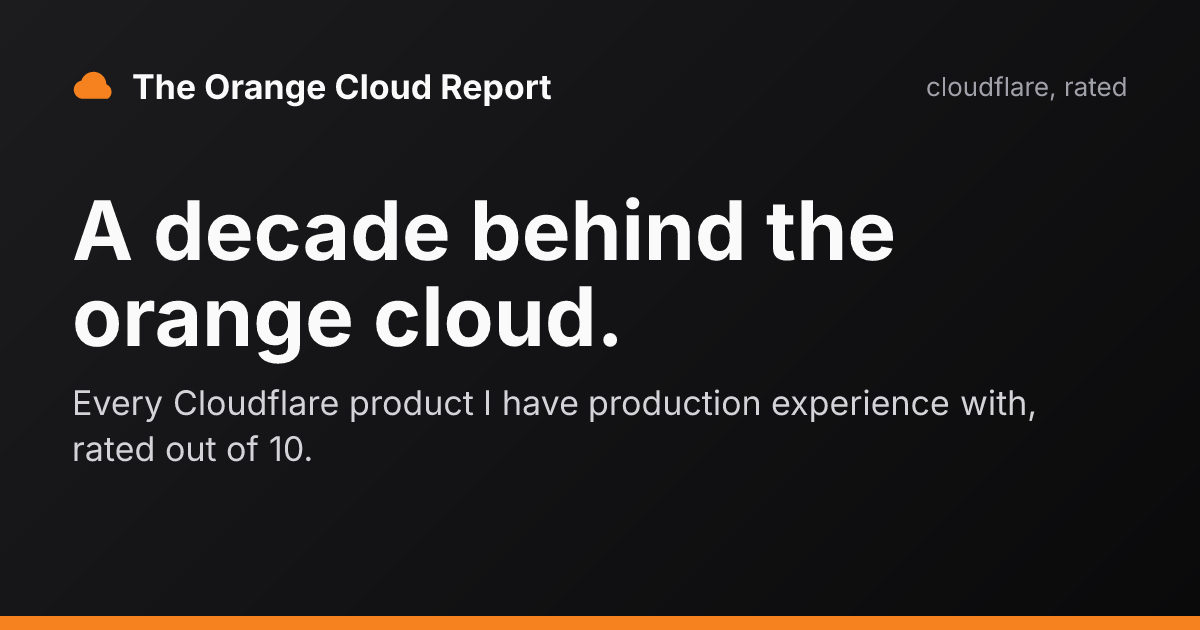 The Orange Cloud Report
cloudflare, rated
A decade behind the
orange cloud.
Every Cloudflare product I have production experience with,
rated out of 10.